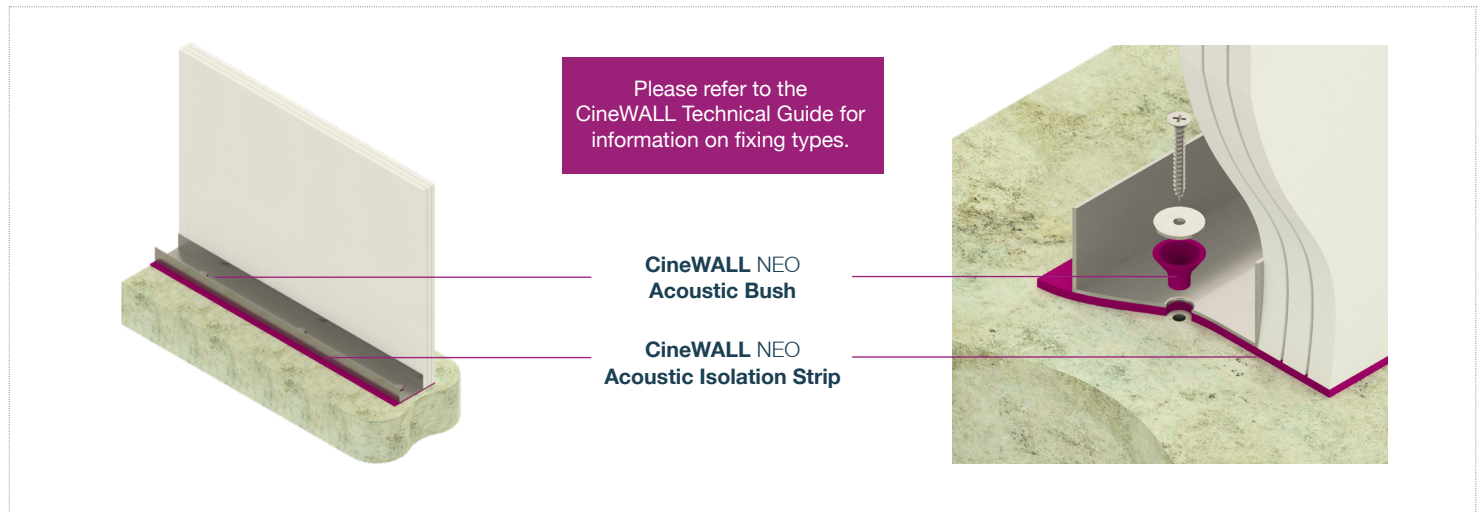 Please refer to the
CineWALL Technical Guide for
information on fixing types.
CineWALL NEO
Acoustic Bush
CineWALL NEO
Acoustic Isolation Strip